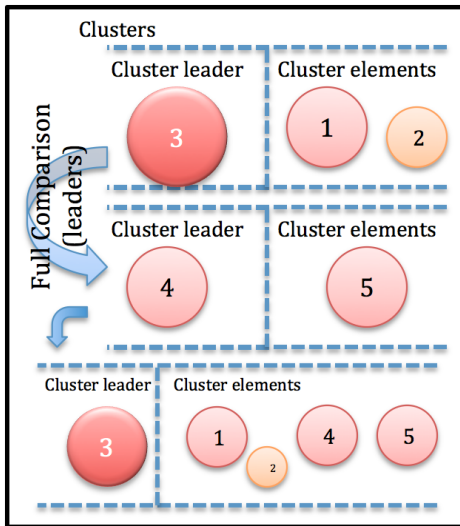 Clusters
Cluster leader
Cluster elements
3
1
2
Full Comparison
(leaders)
Cluster leader
Cluster elements
4
5
Cluster leader
Cluster elements
3
1
2
4
5